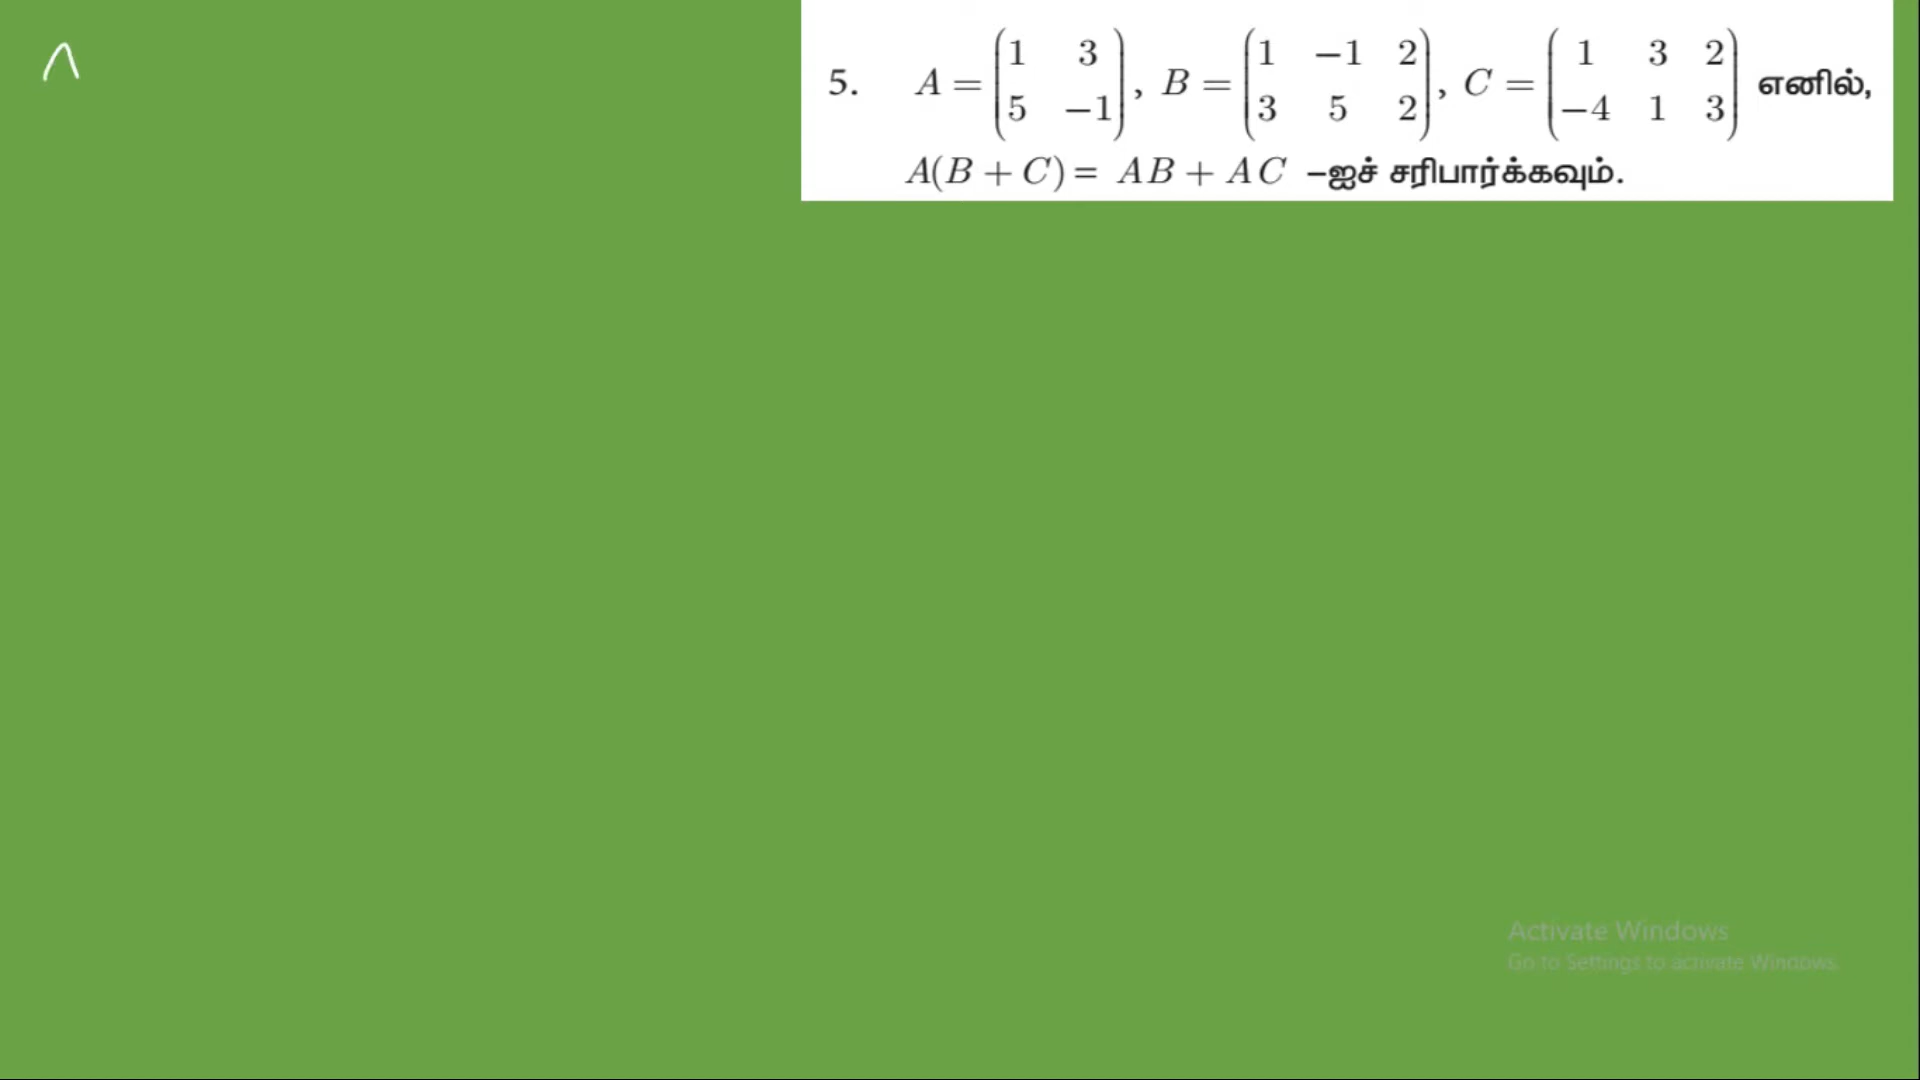 5. A = (1 3 5 −1), B = (1 −1 2 3 5 2), C = (1 3 2 −4 1 3) எனில்,
A(B + C) = AB + AC −ஐச் சரிபார்க்கவும்.
Activate Windows
Go to Settings to activate Windows.